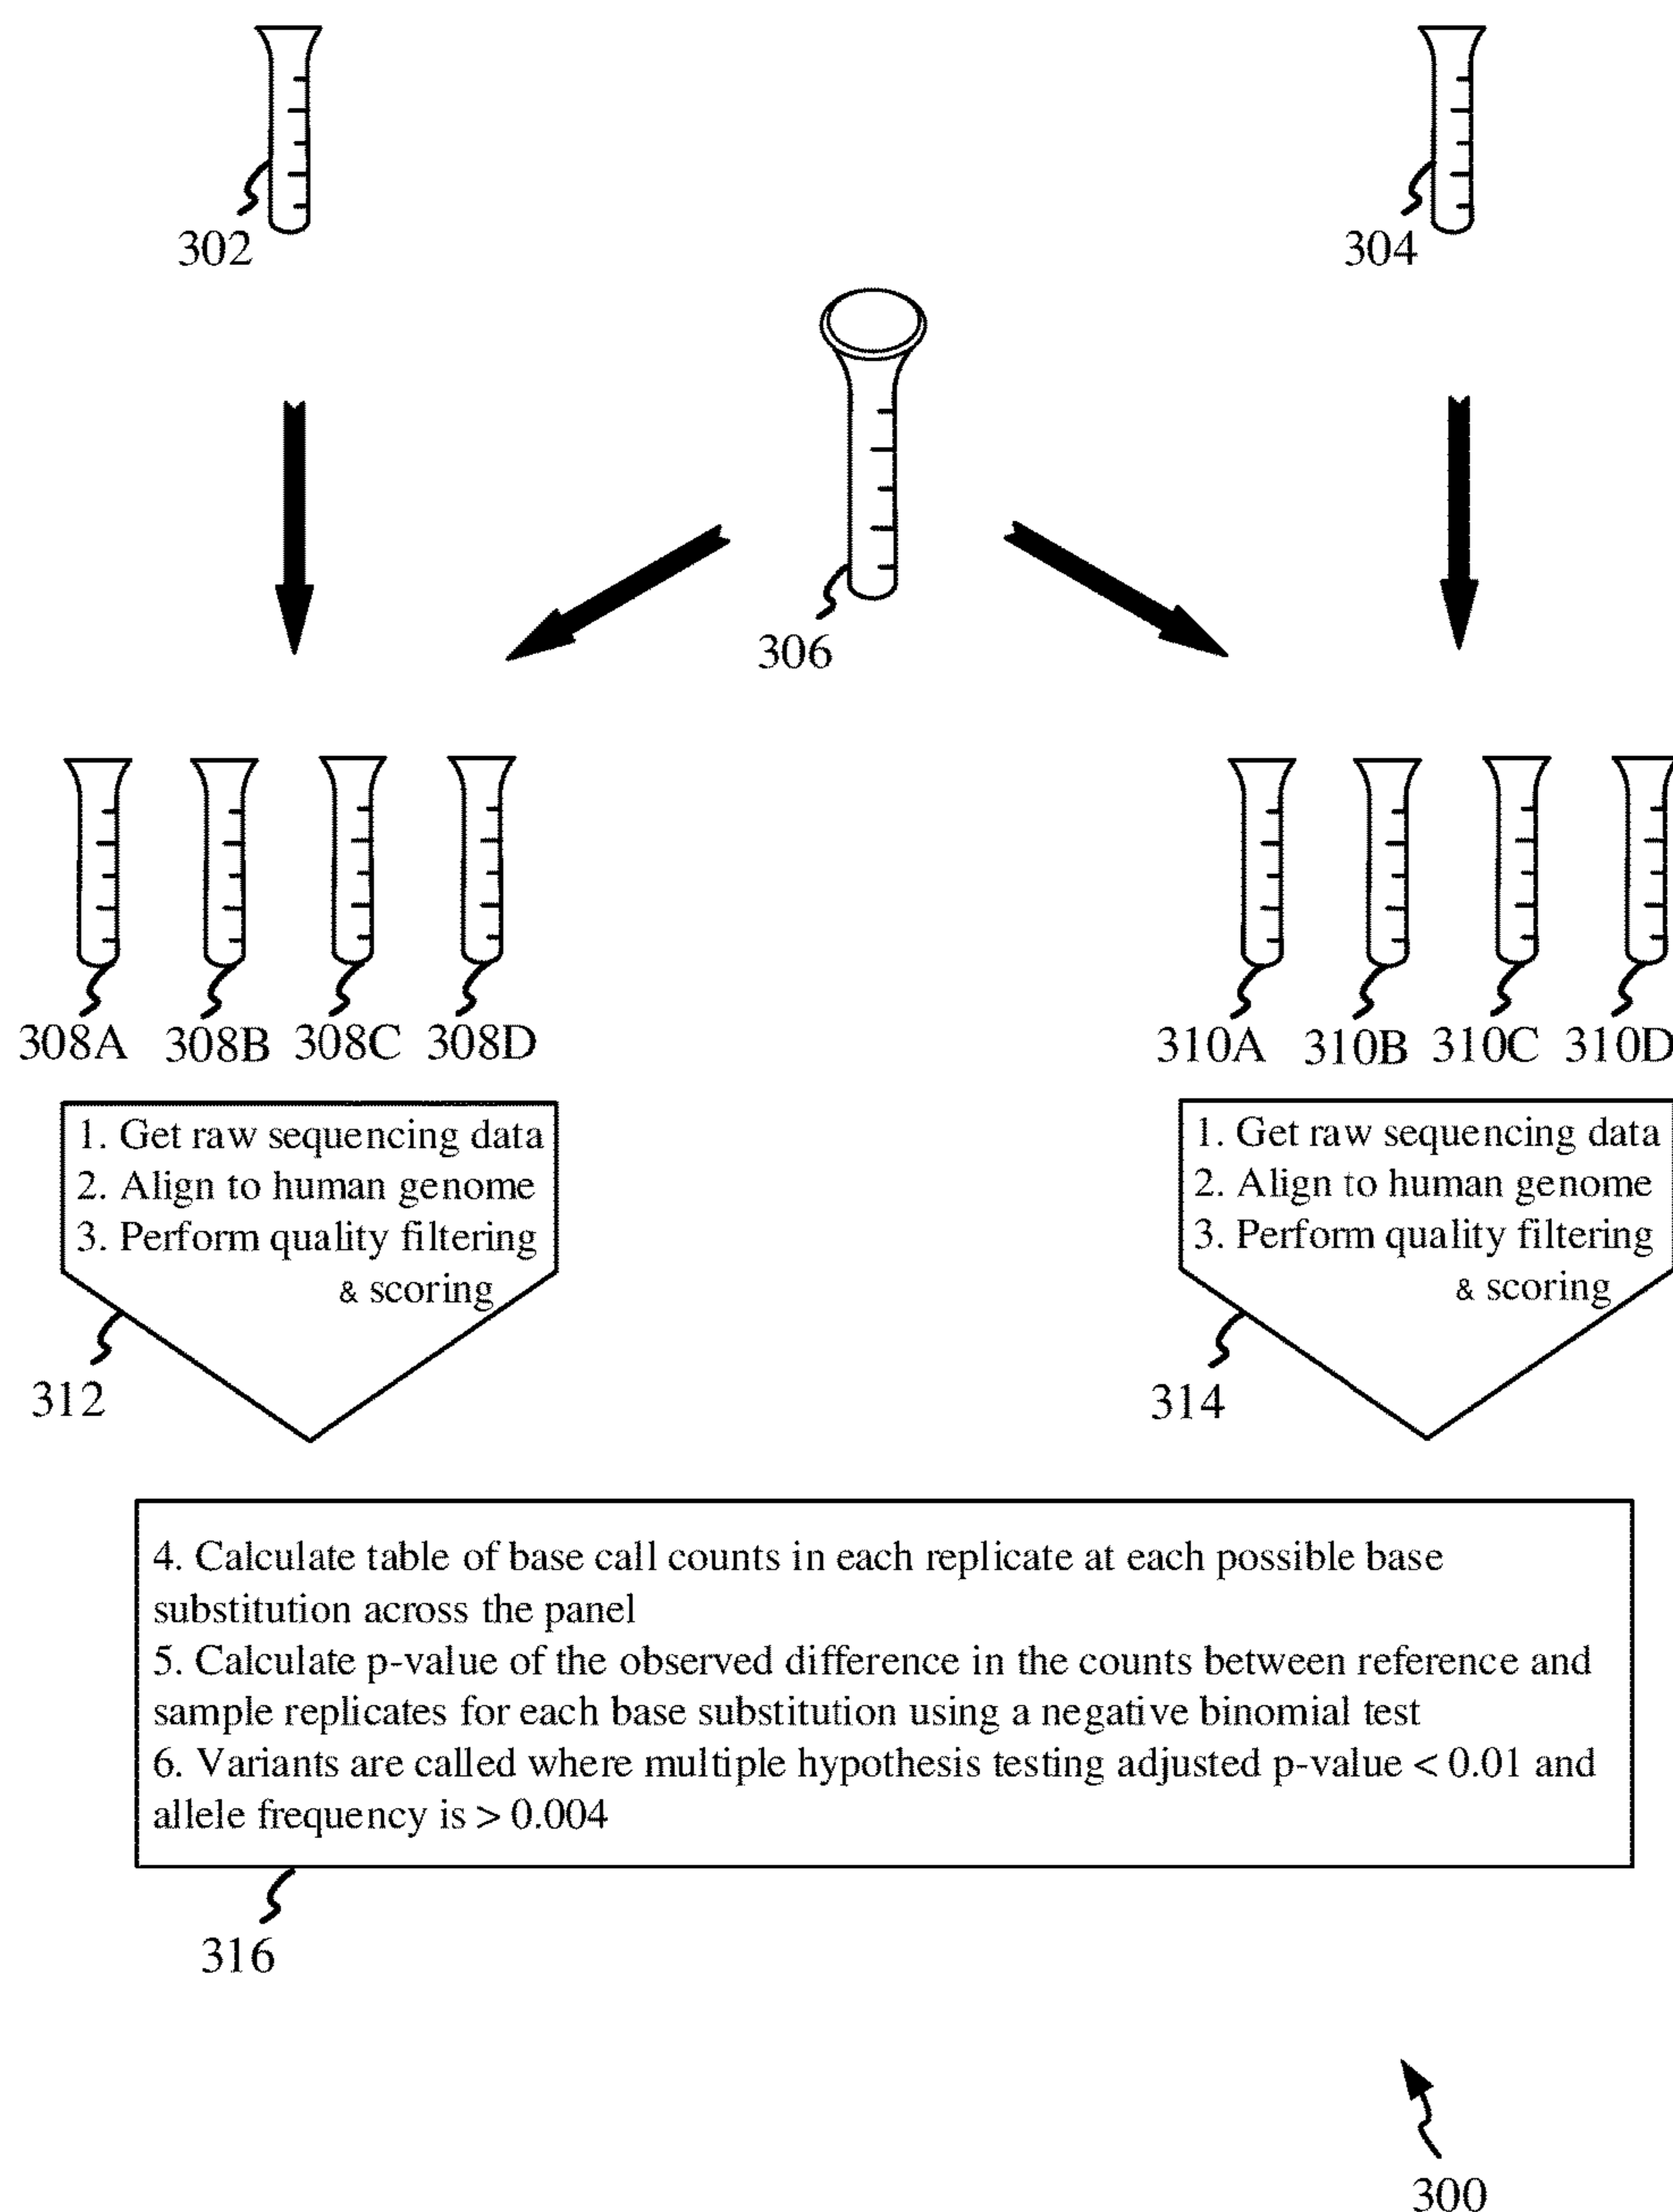 302
304
306
308A 308B 308C 308D
310A 310B 310C 310D
1. Get raw sequencing data
2. Align to human genome
3. Perform quality filtering
& scoring
312
1. Get raw sequencing data
2. Align to human genome
3. Perform quality filtering
& scoring
314
4. Calculate table of base call counts in each replicate at each possible base
substitution across the panel
5. Calculate p-value of the observed difference in the counts between reference and
sample replicates for each base substitution using a negative binomial test
6. Variants are called where multiple hypothesis testing adjusted p-value < 0.01 and
allele frequency is > 0.004
316
300